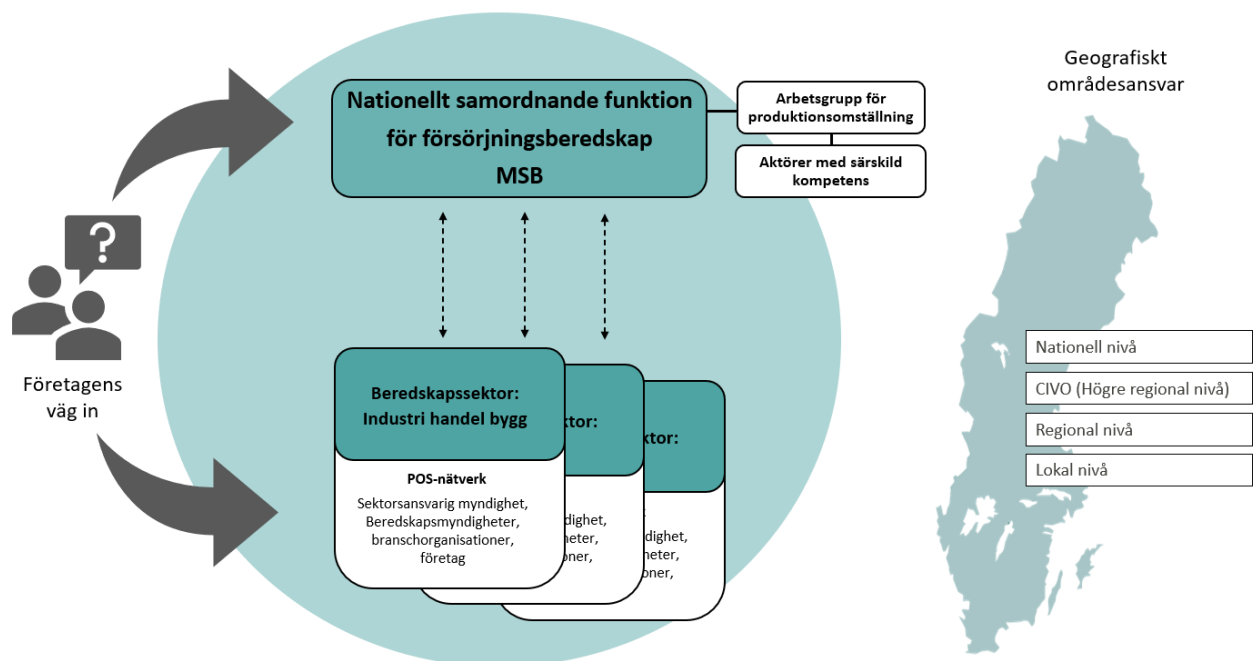 Nationellt samordnande funktion
för försörjningsberedskap
MSB
Arbetsgrupp för
produktionsomställning
Aktörer med särskild
kompetens
Geografiskt
områdesansvar
?
Företagens
väg in
Beredskapssektor:
Industri handel bygg
POS-nätverk
Sektorsansvarig myndighet,
Beredskapsmyndigheter,
branschorganisationer,
företag
ktor:
dighet,
heter,
oner,
ktor:
ndighet,
heter,
oner,
Nationell nivå
CIVO (Högre regional nivå)
Regional nivå
Lokal nivå